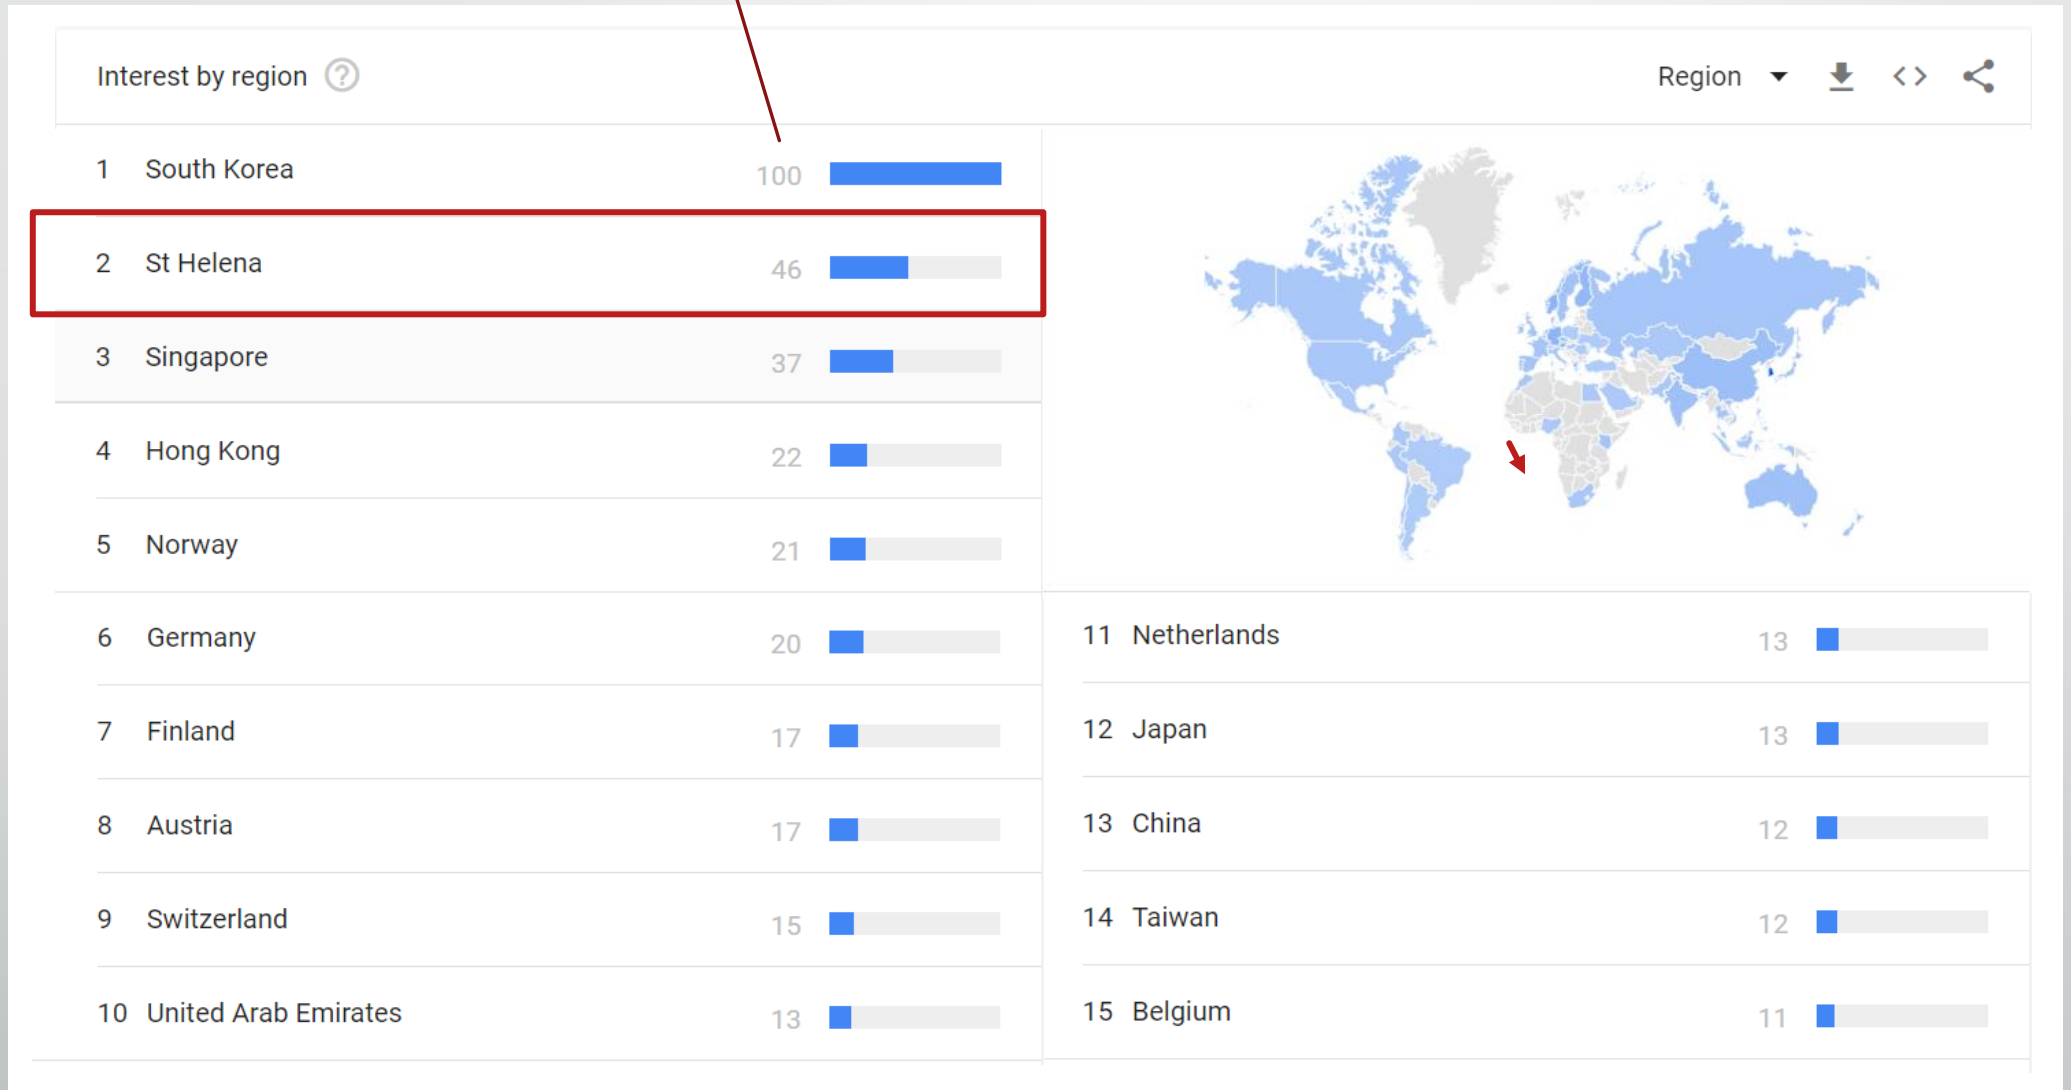 Interest by region ?
Region
1 South Korea 100
2 St Helena 46
3 Singapore 37
4 Hong Kong 22
5 Norway 21
6 Germany 20
7 Finland 17
8 Austria 17
9 Switzerland 15
10 United Arab Emirates 13
11 Netherlands 13
12 Japan 13
13 China 12
14 Taiwan 12
15 Belgium 11